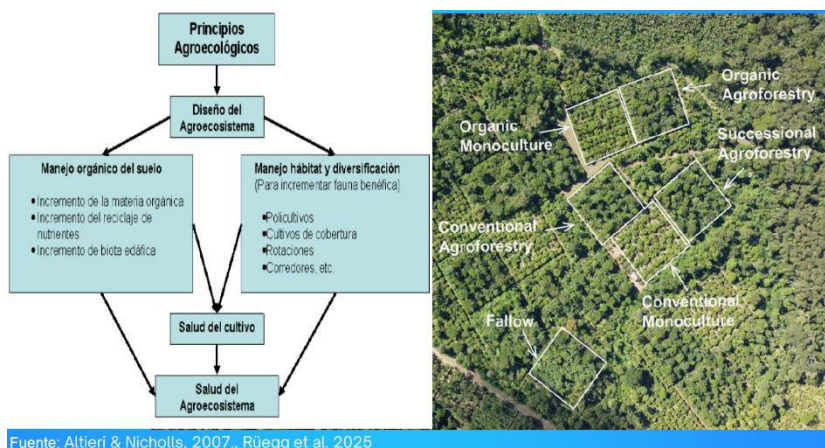 Principios
Agroecológicos
Diseño del
Agroecosistema
Manejo orgánico del suelo
• Incremento de la materia orgánica
• Incremento del reciclaje de
nutrientes
• Incremento de biota edáfica
Manejo hábitat y diversificación
(Para incrementar fauna benéfica)
• Policultivos
• Cultivos de cobertura
• Rotaciones
• Corredores, etc.
Salud del cultivo
Salud del
Agroecosistema
Organic
Agroforestry
Organic
Monoculture
Successional
Agroforestry
Conventional
Agroforestry
Conventional
Monoculture
Fallow
Fuente: Altieri & Nicholls, 2007., Rüegg et al. 2025